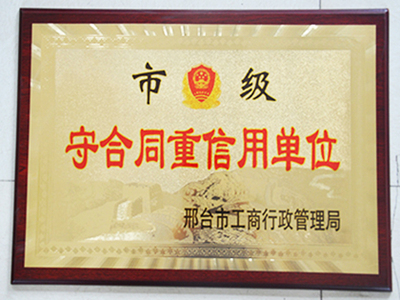 市级
守合同重信用单位
邢台市工商行政管理局